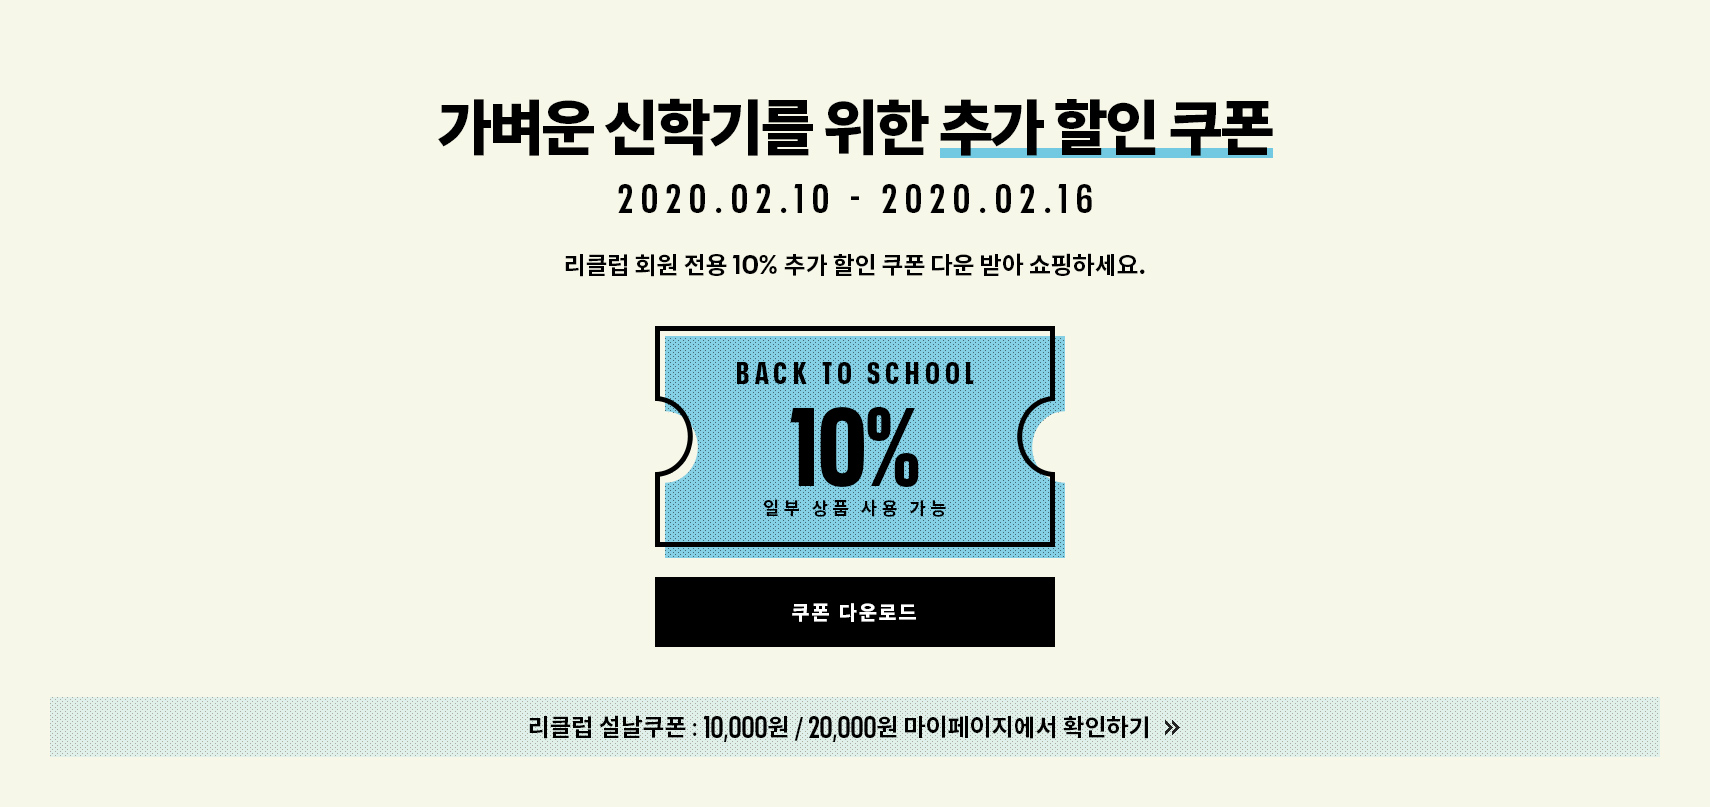 가벼운 신학기를 위한 추가 할인 쿠폰
2020.02.10 - 2020.02.16
리클럽 회원 전용 10% 추가 할인 쿠폰 다운 받아 쇼핑하세요.
BACK TO SCHOOL
10%
일부 상품 사용 가능
쿠폰 다운로드
리클럽 설날쿠폰 : 10,000원 / 20,000원 마이페이지에서 확인하기 »